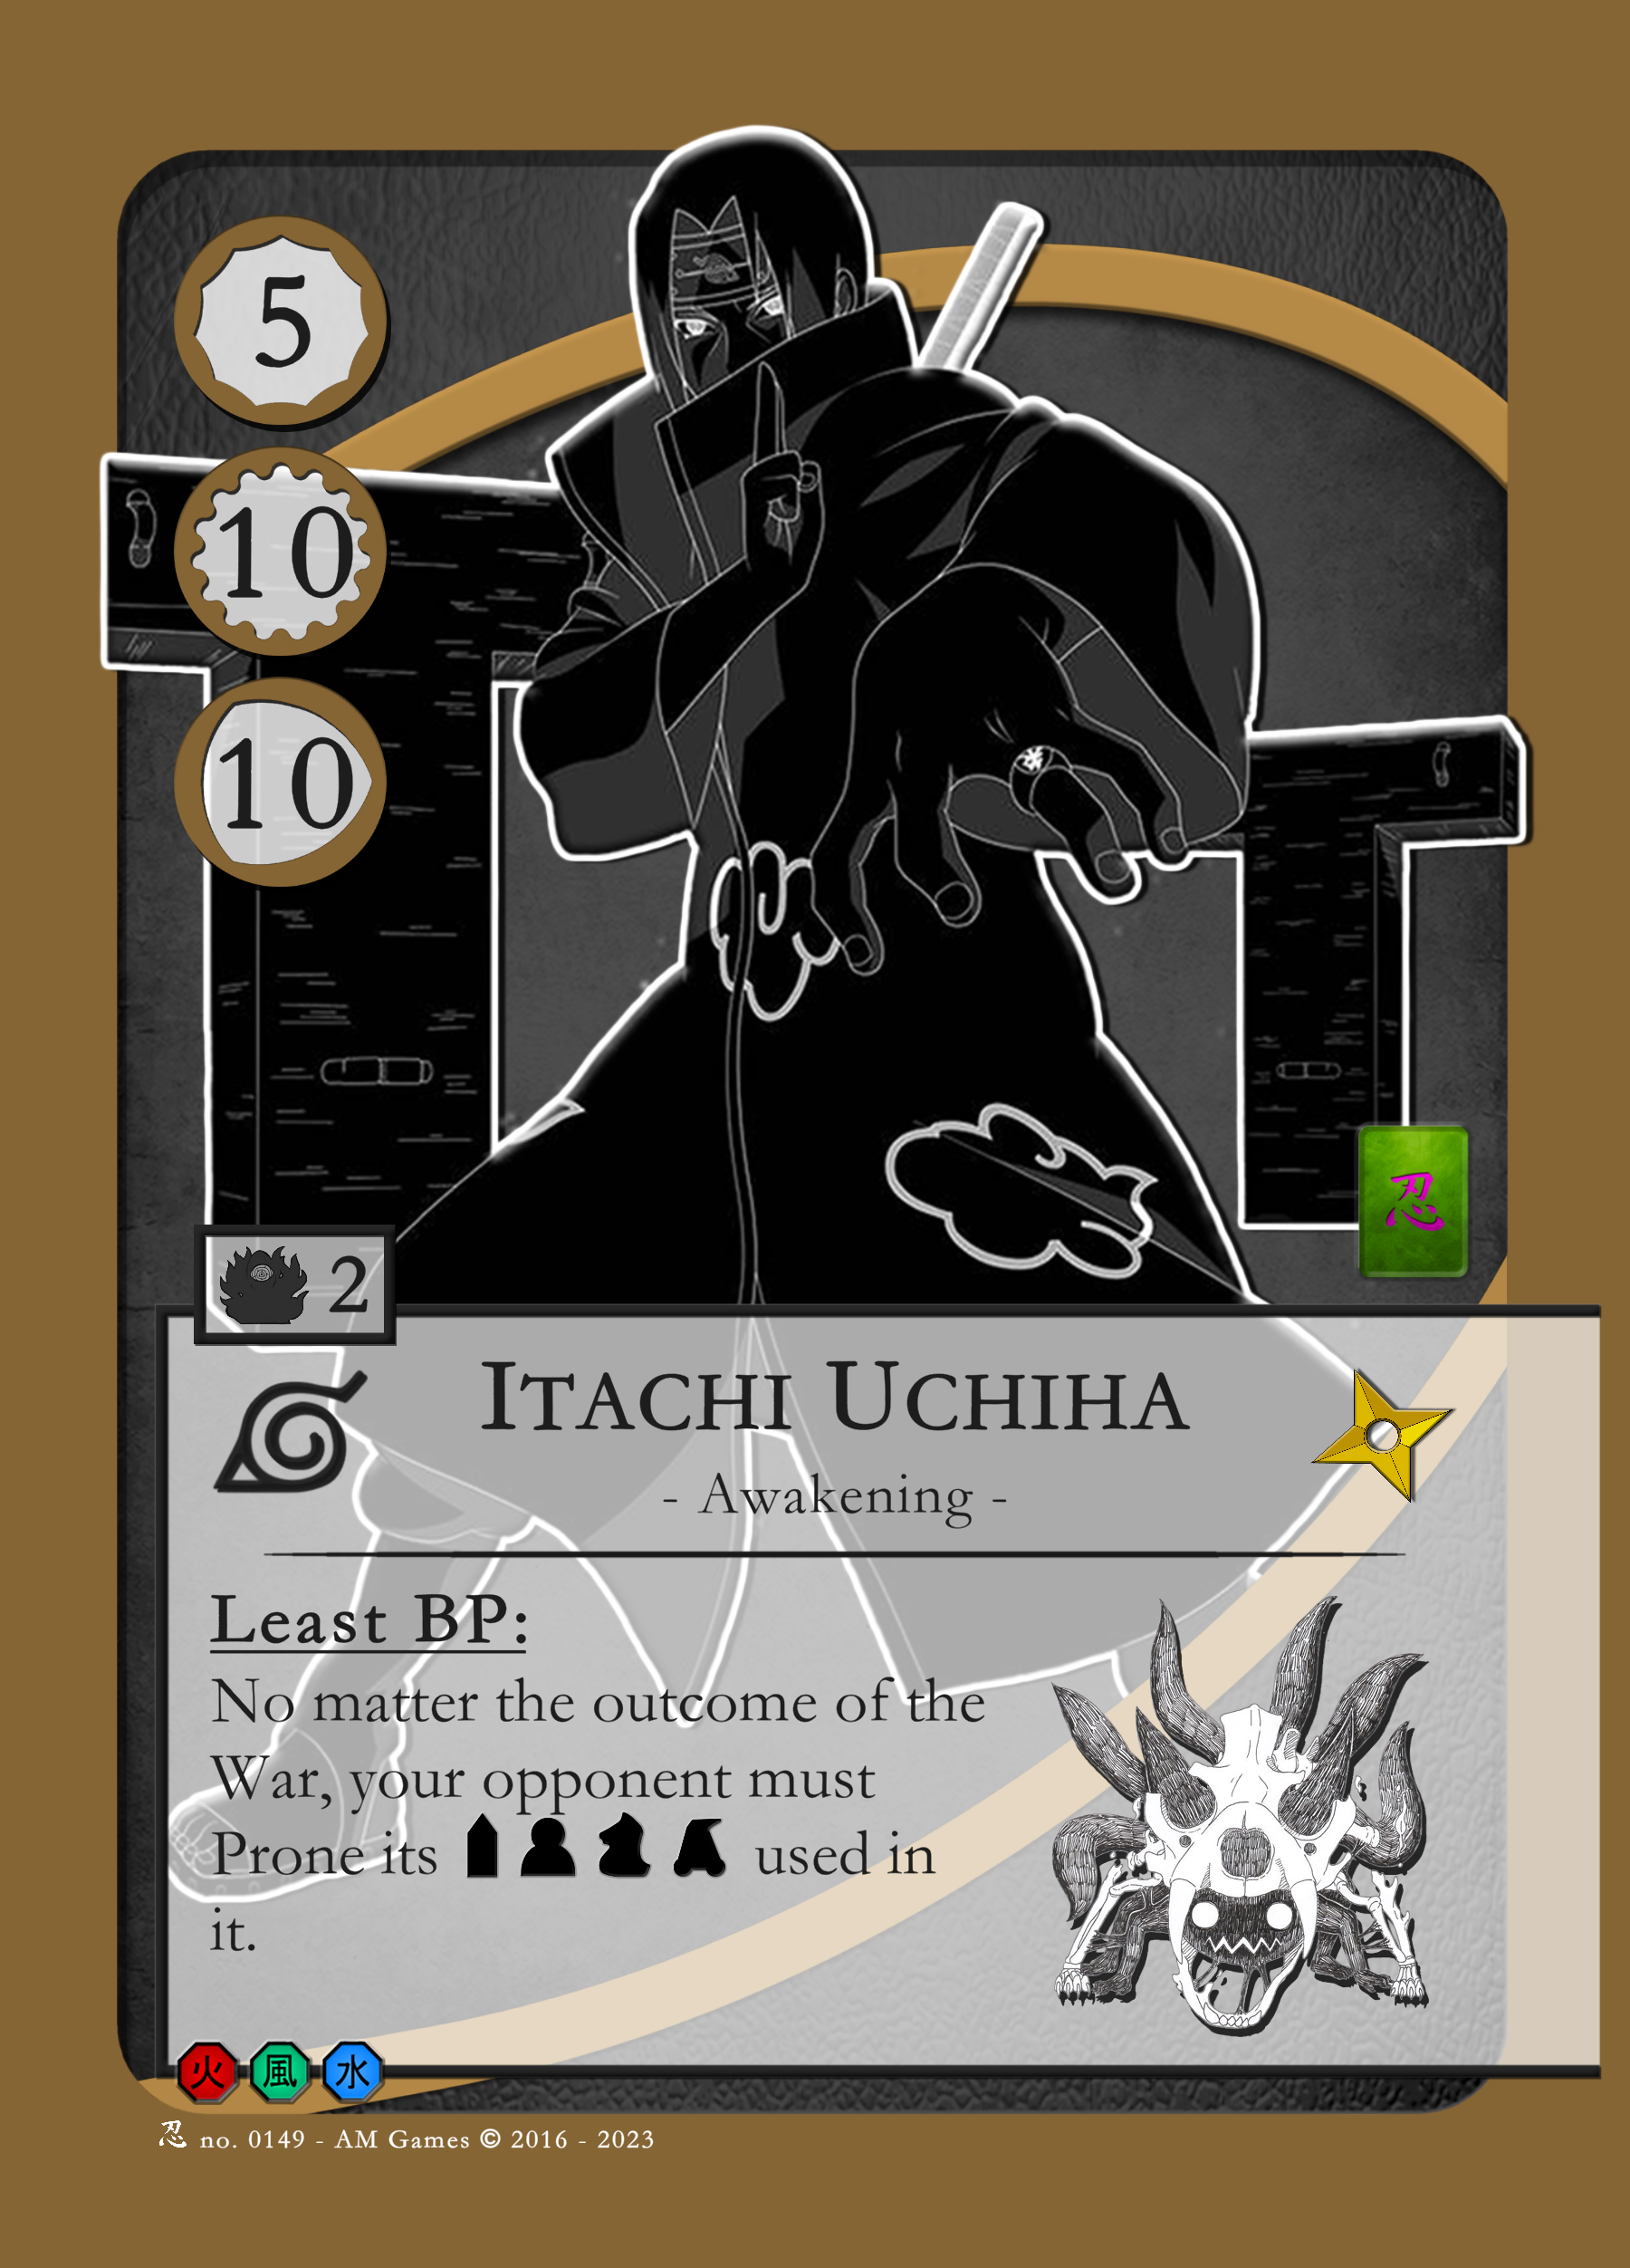 5
10
10
忍
2
Itachi Uchiha
- Awakening -
Least BP:
No matter the outcome of the
War, your opponent must
Prone its used in
it.
火 風 水
忍 no. 0149 - AM Games © 2016 - 2023